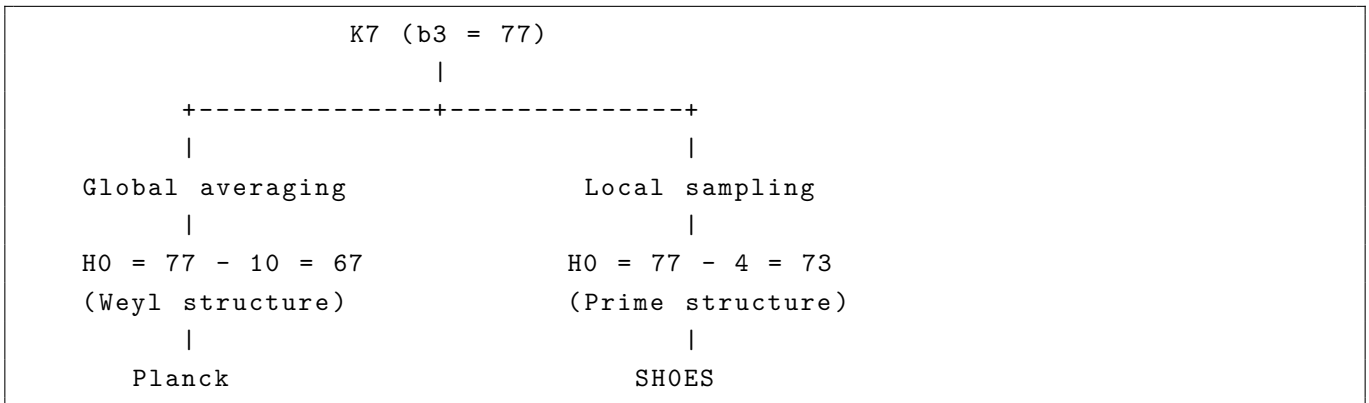 K7 (b3 = 77)
|
+--------------+--------------+
| |
Global averaging Local sampling
| |
H0 = 77 - 10 = 67 H0 = 77 - 4 = 73
(Weyl structure) (Prime structure)
| |
Planck SH0ES